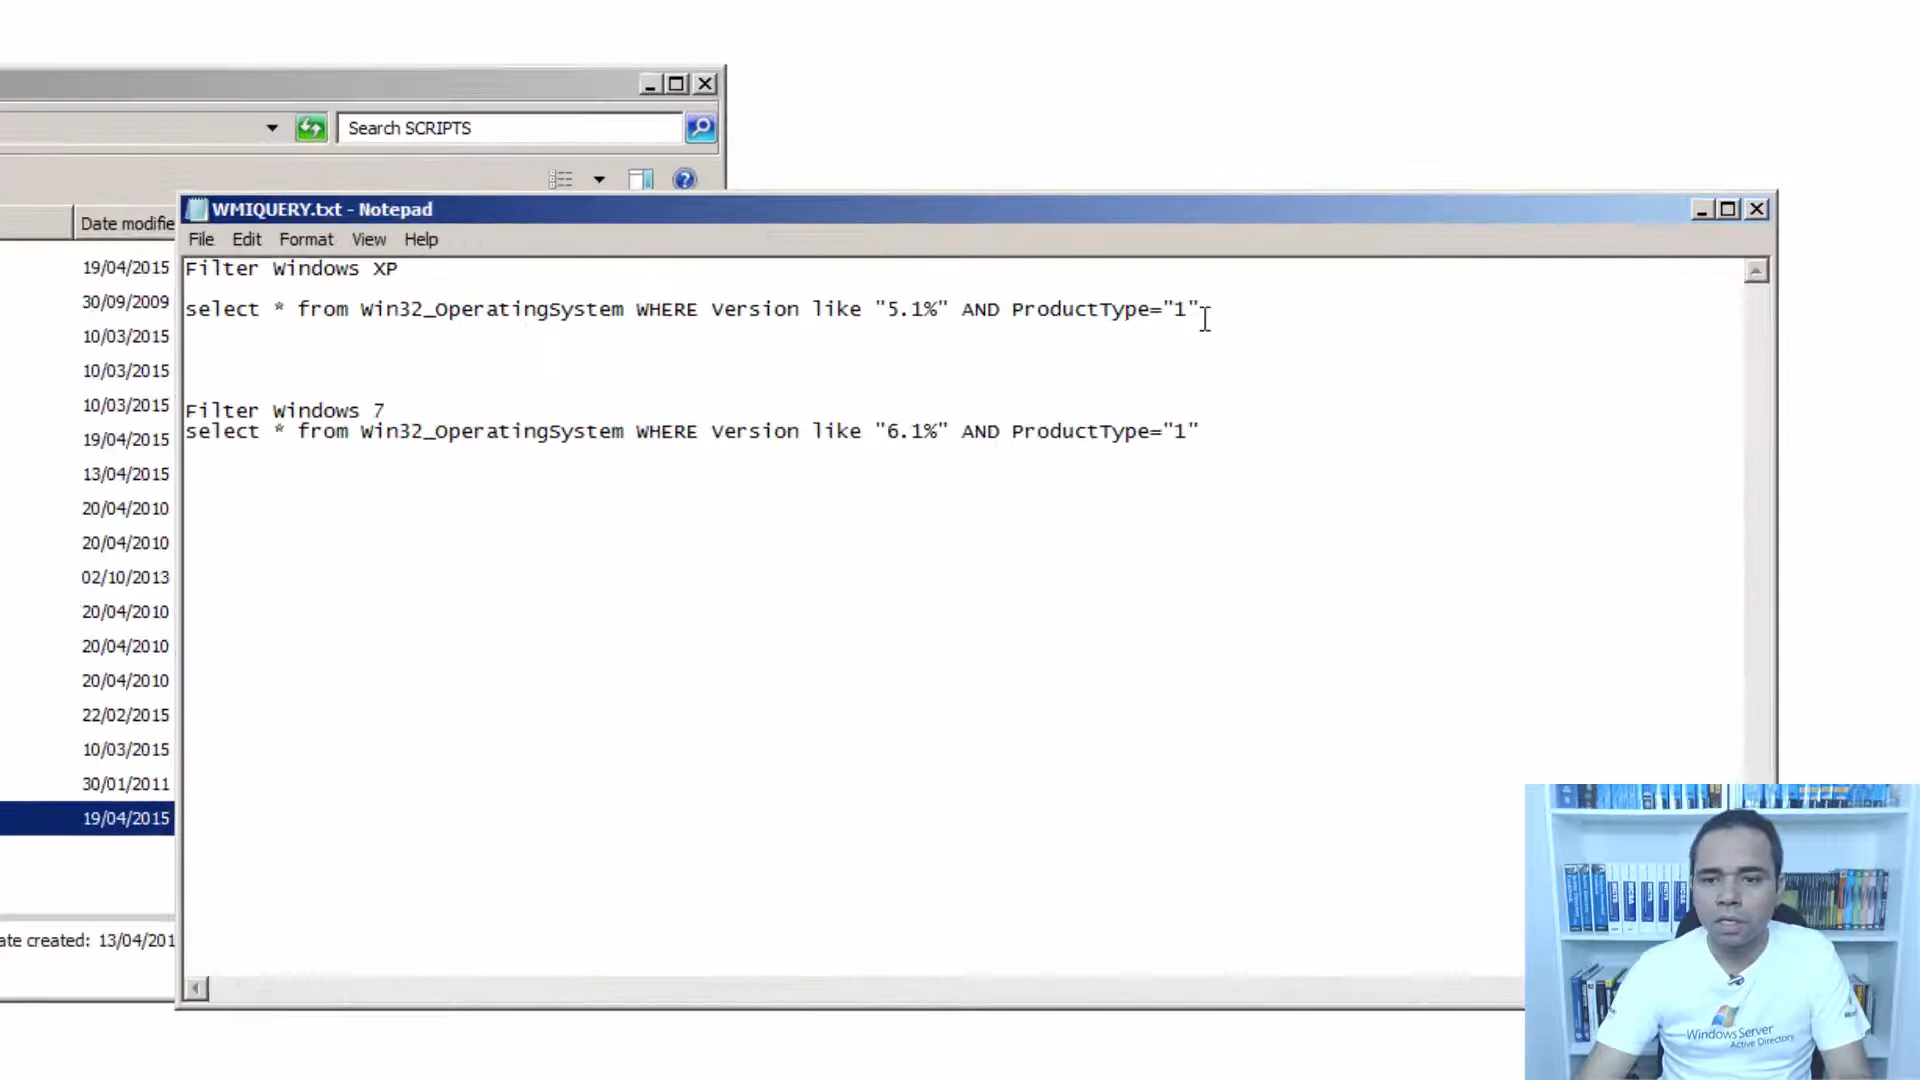 Search SCRIPTS
Date modifie
WMIQUERY.txt - Notepad
File Edit Format View Help
Filter Windows XP
select * from Win32_OperatingSystem WHERE Version like "5.1%" AND ProductType="1"
Filter Windows 7
select * from Win32_OperatingSystem WHERE Version like "6.1%" AND ProductType="1"
19/04/2015
30/09/2009
10/03/2015
10/03/2015
10/03/2015
19/04/2015
13/04/2015
20/04/2010
20/04/2010
02/10/2013
20/04/2010
20/04/2010
20/04/2010
22/02/2015
10/03/2015
30/01/2011
19/04/2015
ate created: 13/04/201
Windows Server
Active Directory